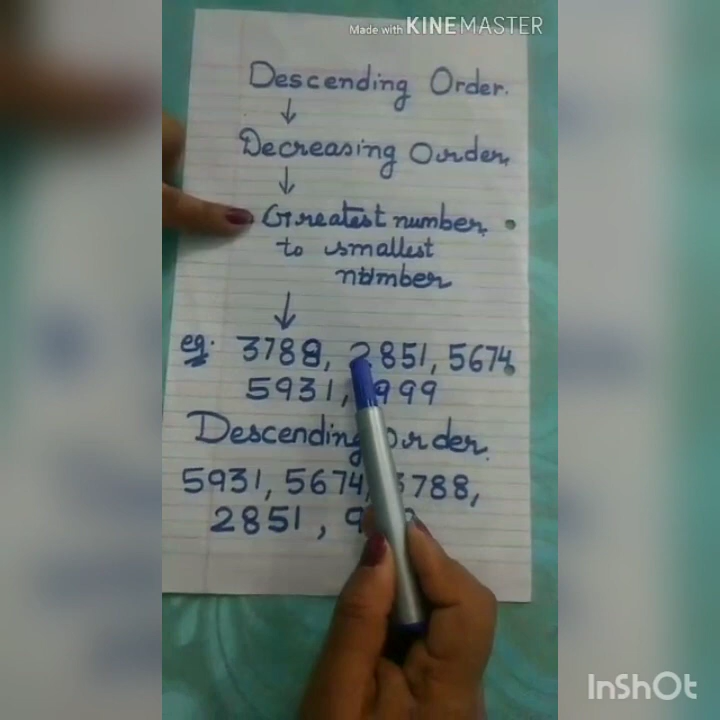 Made with KINEMASTER
Descending Order.
↓
Decreasing Order,
↓
Greatest number.
to smallest
number
↓
eg. 3788, 2851, 5674
5931, 999
Descending Order.
5931, 5674, 3788,
2851, 999
InShOt